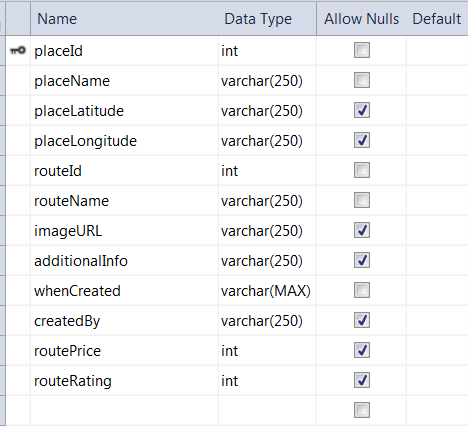 Name Data Type Allow Nulls Default
placeId int
placeName varchar(250)
placeLatitude varchar(250)
placeLongitude varchar(250)
routeId int
routeName varchar(250)
imageURL varchar(250)
additionalInfo varchar(250)
whenCreated varchar(MAX)
createdBy varchar(250)
routePrice int
routeRating int